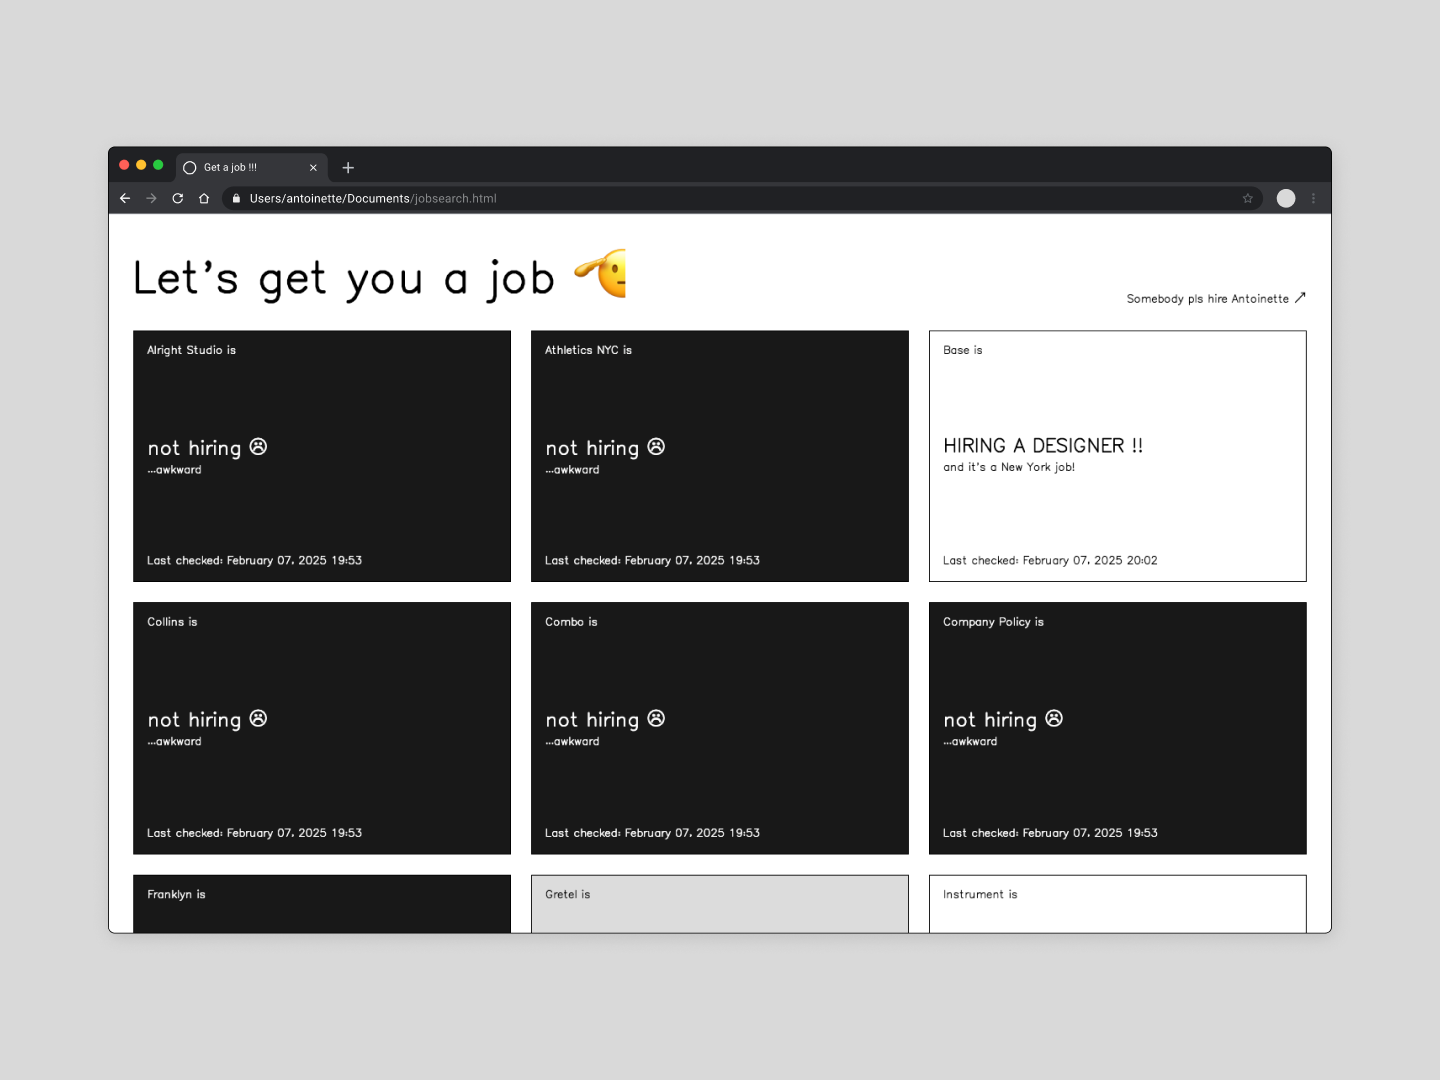 Get a job !!!
Users/antoinette/Documents/jobsearch.html
Let's get you a job
Somebody pls hire Antoinette ↗
Alright Studio is
not hiring ☹
...awkward
Last checked: February 07, 2025 19:53
Athletics NYC is
not hiring ☹
...awkward
Last checked: February 07, 2025 19:53
Base is
HIRING A DESIGNER !!
and it's a New York job!
Last checked: February 07, 2025 20:02
Collins is
not hiring ☹
...awkward
Last checked: February 07, 2025 19:53
Combo is
not hiring ☹
...awkward
Last checked: February 07, 2025 19:53
Company Policy is
not hiring ☹
...awkward
Last checked: February 07, 2025 19:53
Franklyn is
Gretel is
Instrument is